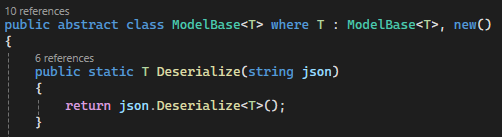 10 references
public abstract class ModelBase<T> where T : ModelBase<T>, new()
{
6 references
public static T Deserialize(string json)
{
return json.Deserialize<T>();
}